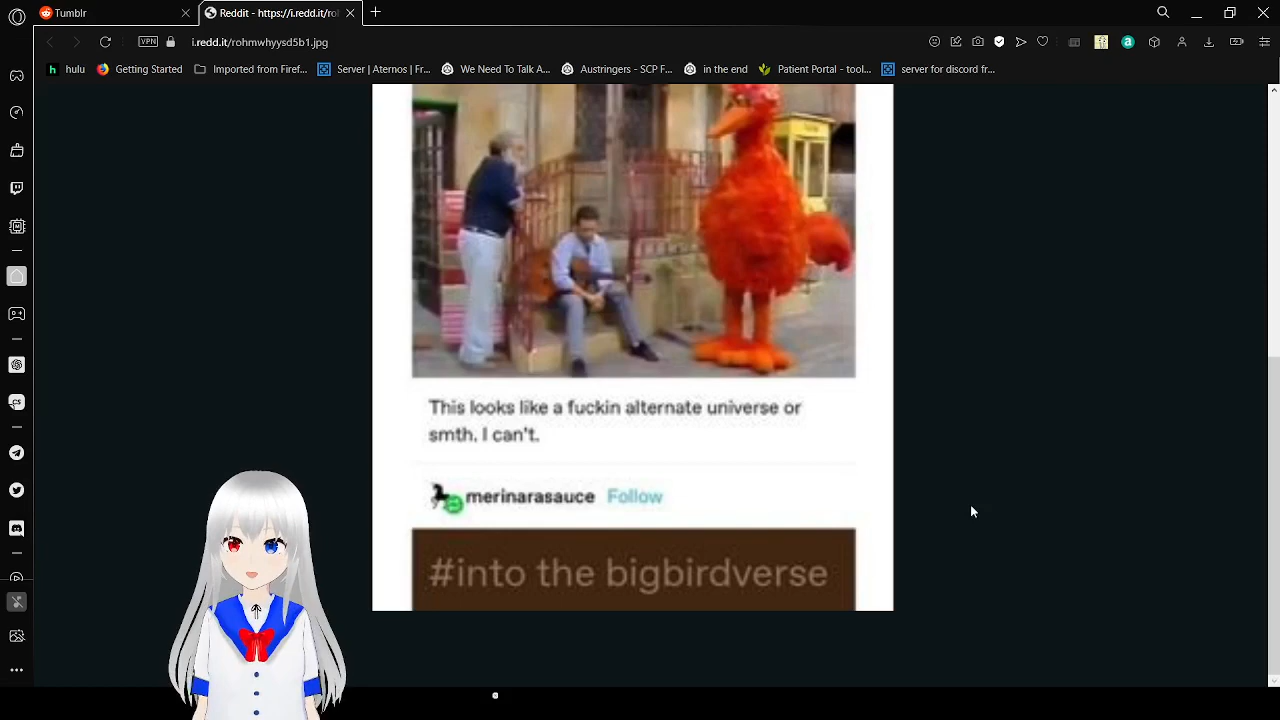 Tumblr
Reddit - https://i.redd.it/roh
VPN
i.redd.it/rohmwhyysd5b1.jpg
hulu
Getting Started
Imported from Firef...
Server | Aternos | Fr...
We Need To Talk A...
Austringers - SCP F...
in the end
Patient Portal - tool...
server for discord fr...
This looks like a fuckin alternate universe or
smth. I can't.
merinarasauce Follow
#into the bigbirdverse